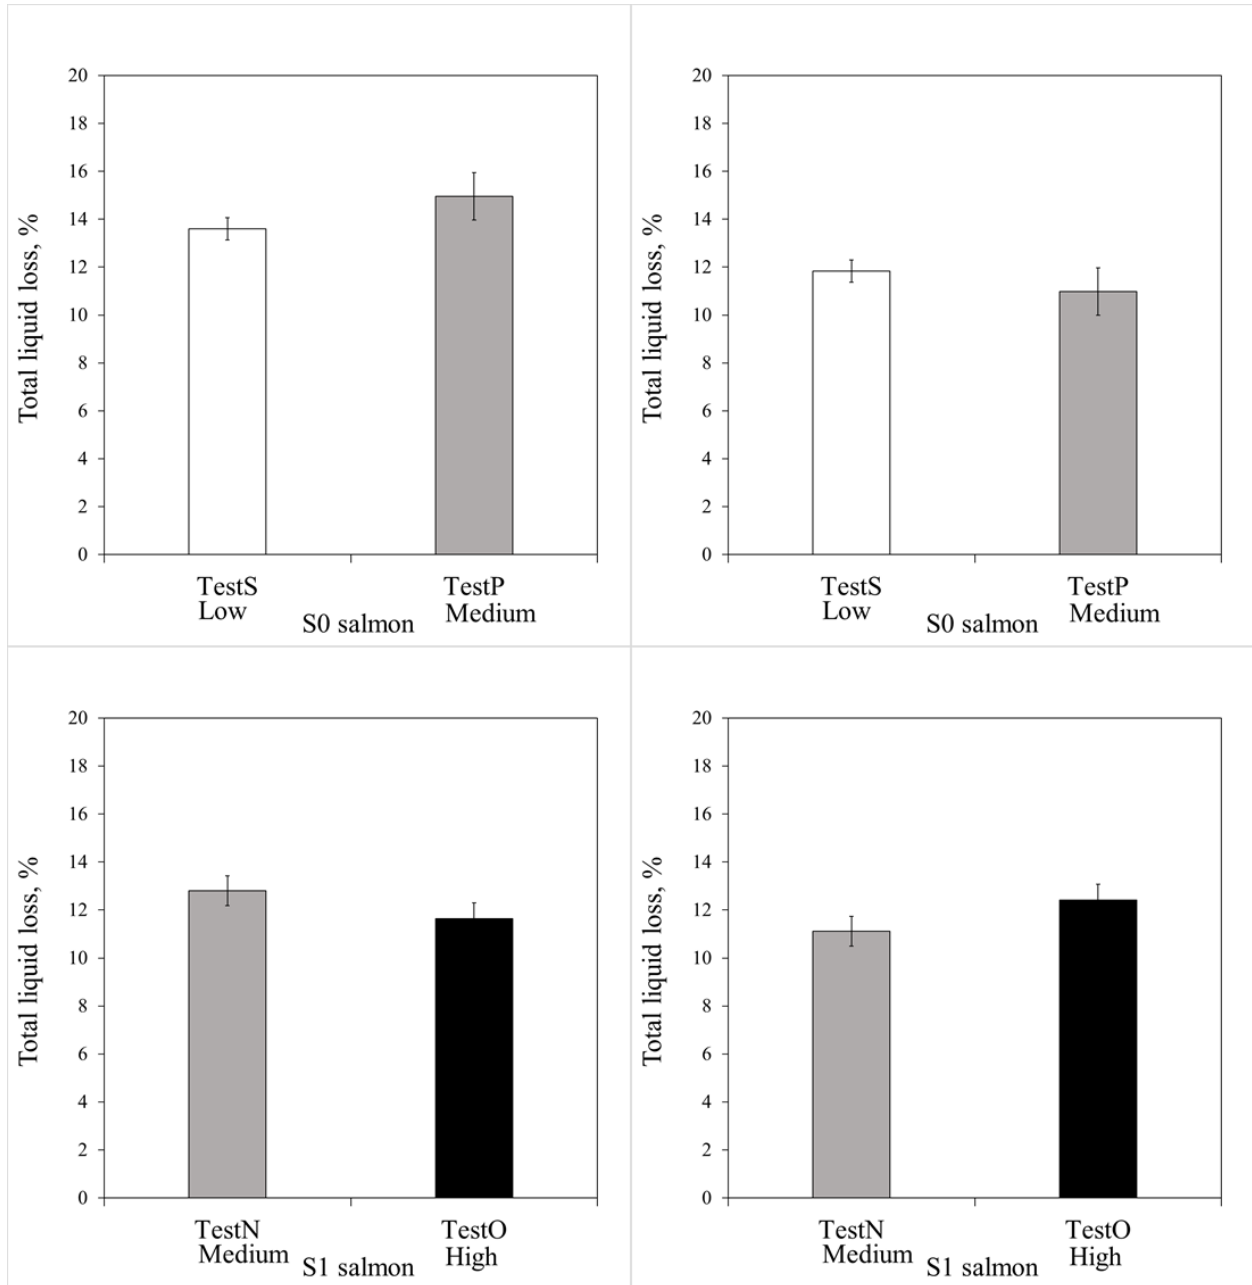 20
18
16
14
12
10
8
6
4
2
0
Total liquid loss, %
TestS
Low
TestP
Medium
S0 salmon
20
18
16
14
12
10
8
6
4
2
0
Total liquid loss, %
TestS
Low
TestP
Medium
S0 salmon
20
18
16
14
12
10
8
6
4
2
0
Total liquid loss, %
TestN
Medium
TestO
High
S1 salmon
20
18
16
14
12
10
8
6
4
2
0
Total liquid loss, %
TestN
Medium
TestO
High
S1 salmon